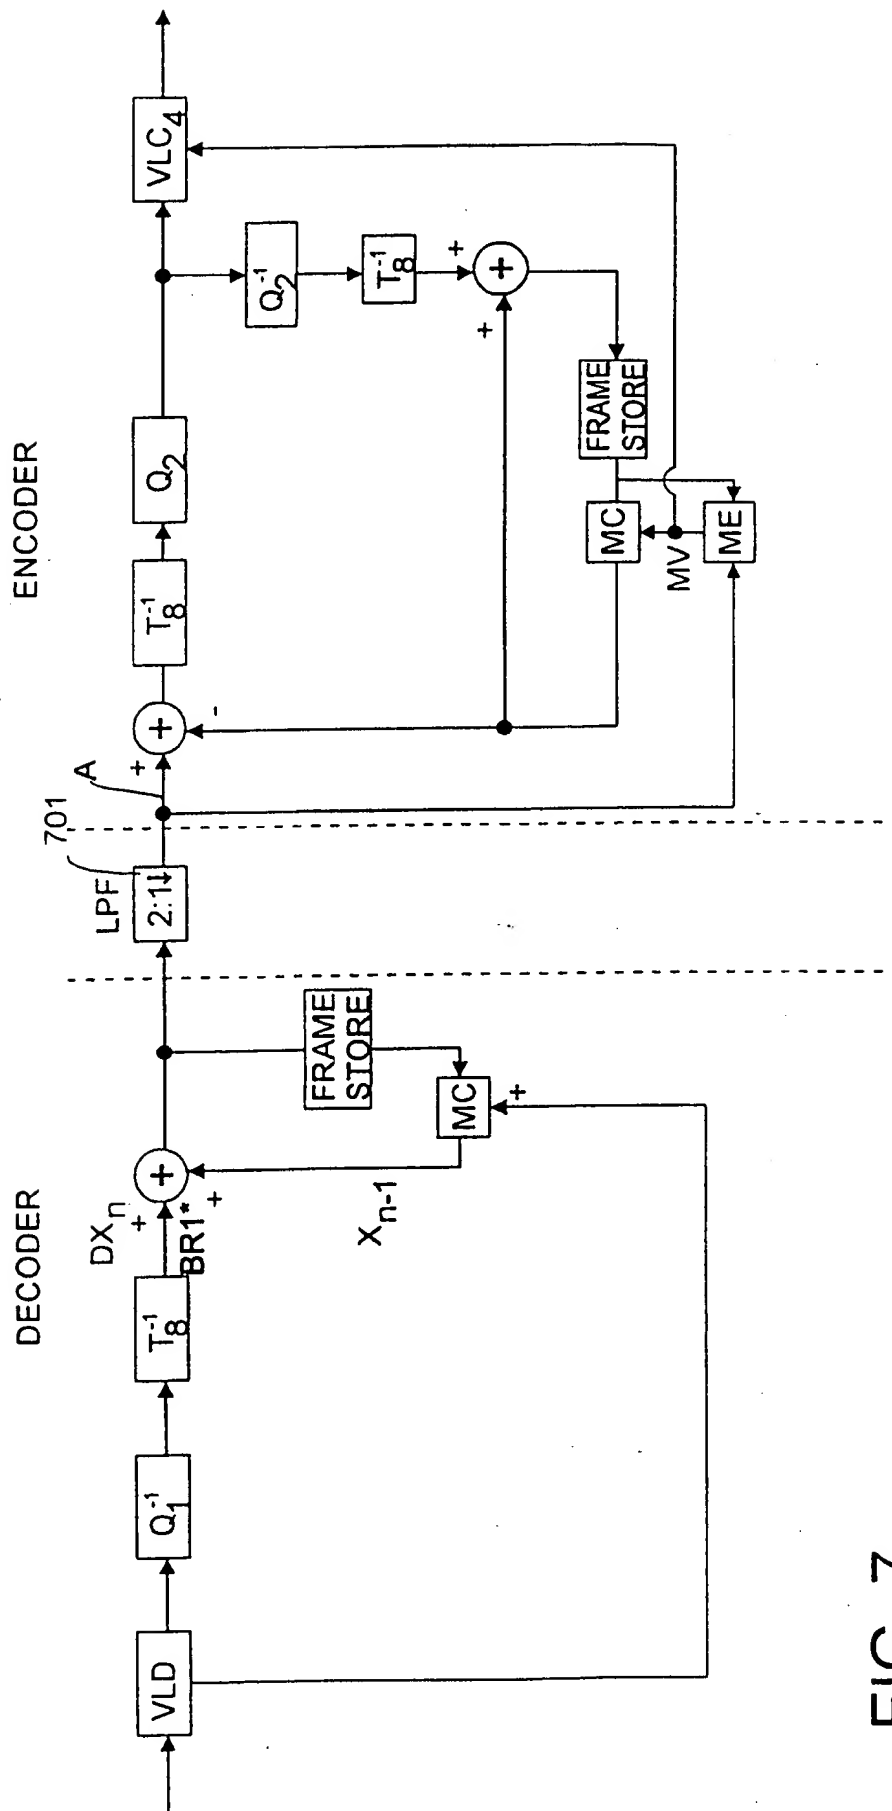 DECODER
ENCODER
VLD
Q₁⁻¹
T₈⁻¹
DXₙ
+
BR1*
+
+
Xₙ₋₁
FRAME
STORE
MC
+
LPF
701
2:1↓
A
+
+
-
T₈⁻¹
Q₂
VLC₄
Q₂⁻¹
T₈⁻¹
+
+
+
FRAME
STORE
MC
MV
ME
FIG. 7